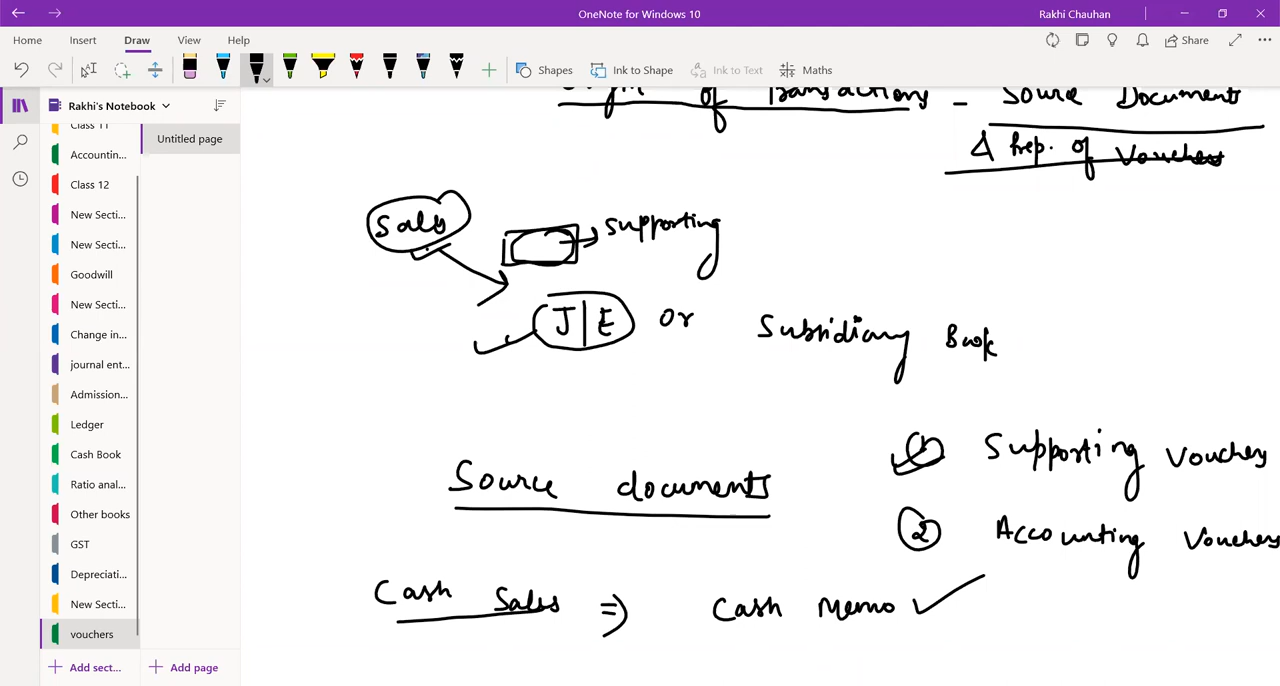 OneNote for Windows 10
Rakhi Chauhan
Home Insert Draw View Help
Share
Shapes Ink to Shape Ink to Text Maths
Rakhi's Notebook
Class 11
Accountin...
Class 12
New Secti...
New Secti...
Goodwill
New Secti...
Change in...
journal ent...
Admission...
Ledger
Cash Book
Ratio anal...
Other books
GST
Depreciati...
New Secti...
vouchers
Add sect...
Untitled page
Add page
of Transactions - Source Documents
& Prep. of Vouchers
Sales
Supporting
J|E or Subsidiary Book
① Supporting Vouchers
Source documents
② Accounting Vouchers
Cash Sales ⇒ Cash Memo ✓